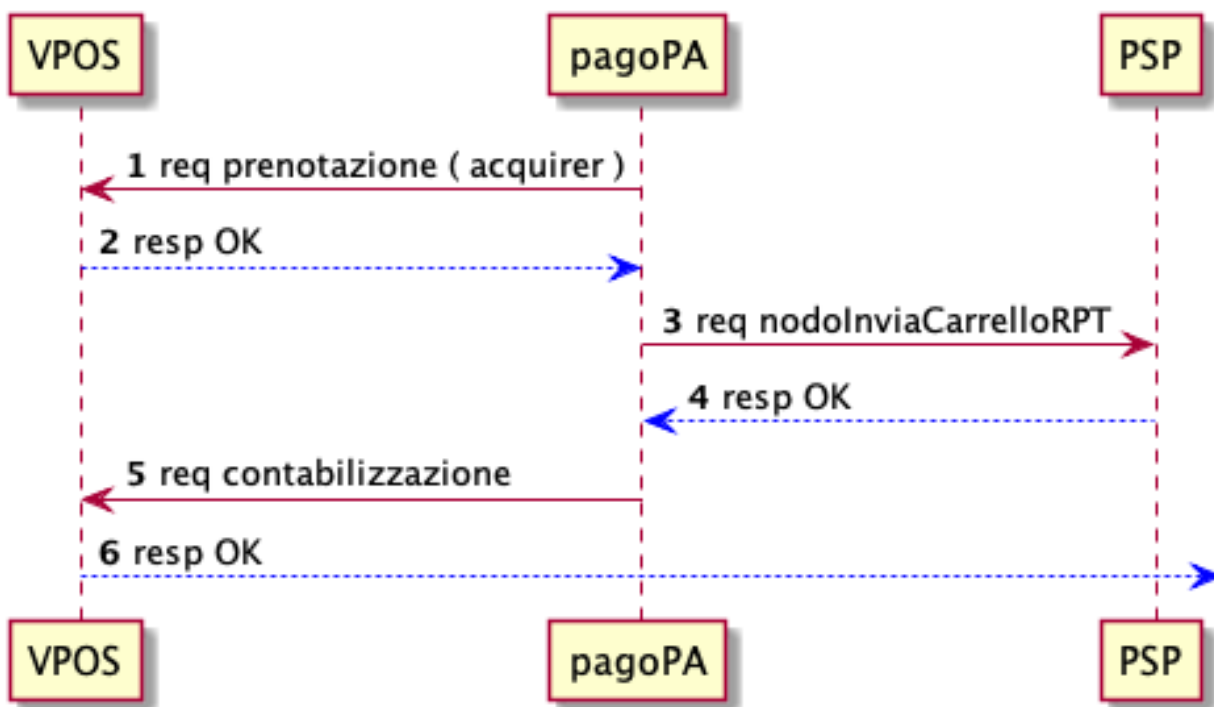 VPOS
pagoPA
PSP
1 req prenotazione ( acquirer )
2 resp OK
3 req nodoInviaCarrelloRPT
4 resp OK
5 req contabilizzazione
6 resp OK
VPOS
pagoPA
PSP